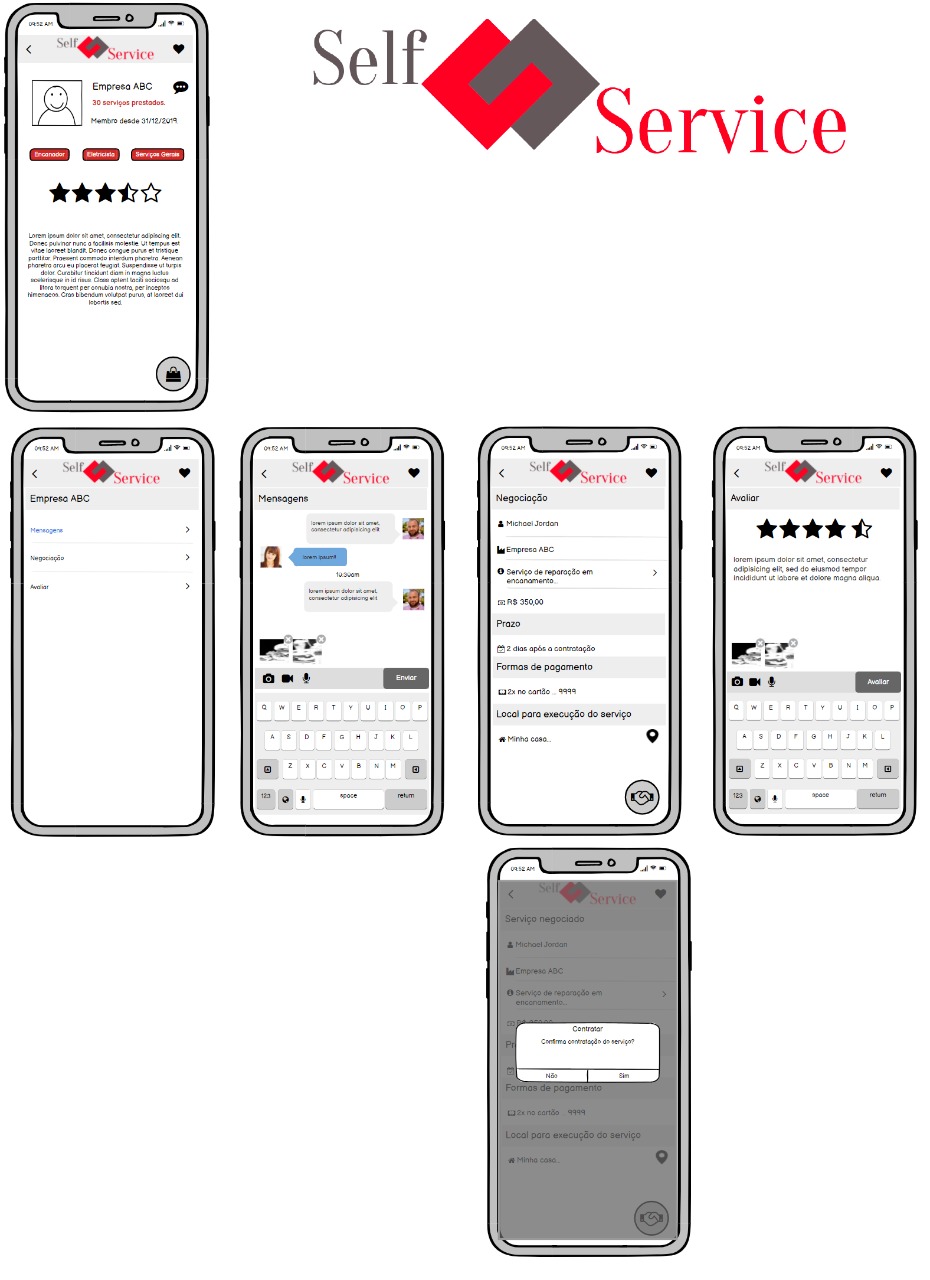 09:52 AM
Self
Service
Empresa ABC
30 serviços prestados.
Membro desde 31/12/2019
Encanador
Eletricista
Serviços Gerais
Lorem ipsum dolor sit amet, consectetur adipiscing elit.
Donec pulvinar nunc a facilisis molestie. Ut tempus est
vitae laoreet blandit. Donec congue purus et tristique
porttitor. Praesent commodo interdum pharetra. Aenean
pharetra arcu eu placerat feugiat. Suspendisse ut turpis
dolor. Curabitur tincidunt diam in magna luctus
scelerisque in id risus. Class aptent taciti sociosqu ad
litora torquent per conubia nostra, per inceptos
himenaeos. Cras bibendum volutpat purus, at laoreet dui
lobortis sed.
Self
Service
09:52 AM
Self
Service
Empresa ABC
Mensagens
Negociação
Avaliar
09:52 AM
Self
Service
Mensagens
lorem ipsum dolor sit amet,
consectetur adipisicing elit
lorem ipsum!!
10:30am
lorem ipsum dolor sit amet,
consectetur adipisicing elit
Enviar
Q W E R T Y U I O P
A S D F G H J K L
Z X C V B N M
123
space
return
09:52 AM
Self
Service
Negociação
Michael Jordan
Empresa ABC
Serviço de reparação em
encanamento...
R$ 350,00
Prazo
2 dias após a contratação
Formas de pagamento
2x no cartão ... 9999
Local para execução do serviço
Minha casa...
09:52 AM
Self
Service
Avaliar
lorem ipsum dolor sit amet, consectetur
adipisicing elit, sed do eiusmod tempor
incididunt ut labore et dolore magna aliqua.
Avaliar
Q W E R T Y U I O P
A S D F G H J K L
Z X C V B N M
123
space
return
09:52 AM
Self
Service
Serviço negociado
Michael Jordan
Empresa ABC
Serviço de reparação em
encanamento...
Contratar
Confirma contratação do serviço?
Não
Sim
Formas de pagamento
2x no cartão ... 9999
Local para execução do serviço
Minha casa...